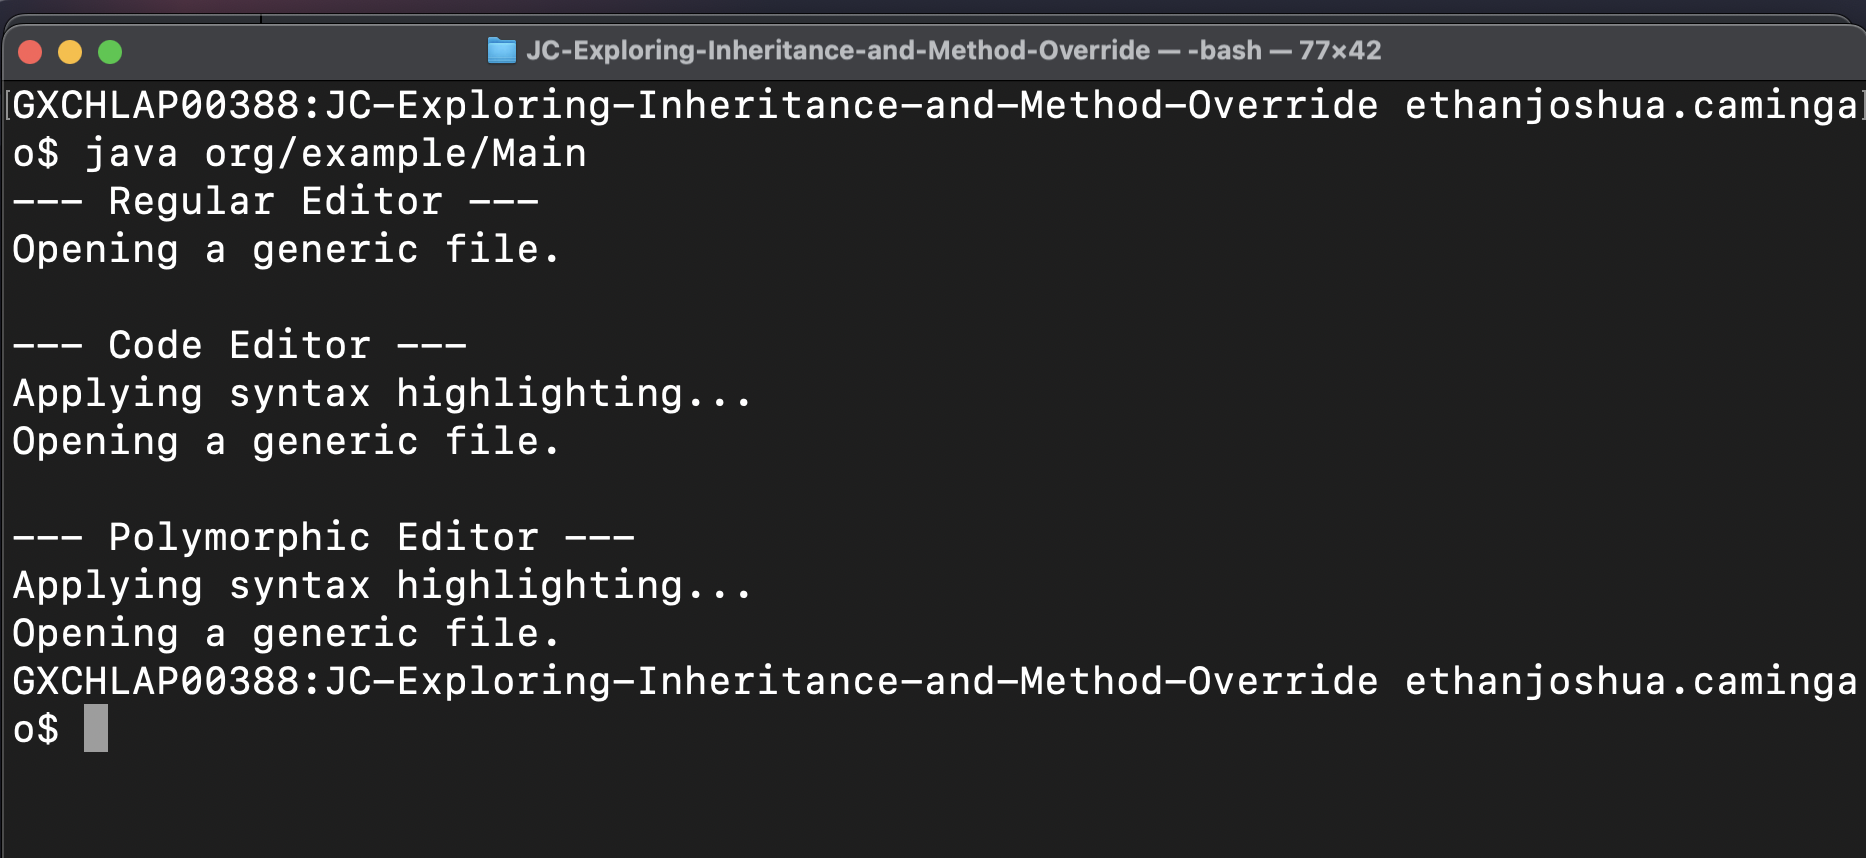 JC-Exploring-Inheritance-and-Method-Override — -bash — 77×42
[GXCHLAP00388:JC-Exploring-Inheritance-and-Method-Override ethanjoshua.caminga]
o$ java org/example/Main
--- Regular Editor ---
Opening a generic file.
--- Code Editor ---
Applying syntax highlighting...
Opening a generic file.
--- Polymorphic Editor ---
Applying syntax highlighting...
Opening a generic file.
GXCHLAP00388:JC-Exploring-Inheritance-and-Method-Override ethanjoshua.caminga
o$